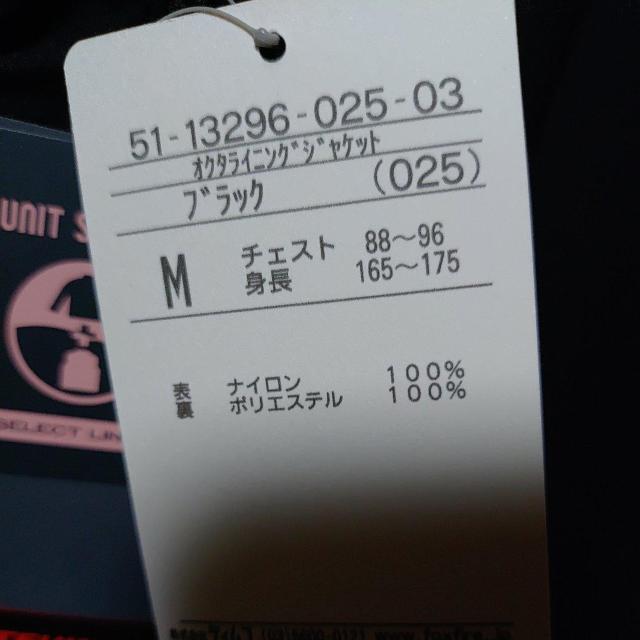 51-13296-025-03
オクタライニングジャケット
ブラック (025)
M
チェスト 88～96
身長 165～175
表 ナイロン 100%
裏 ポリエステル 100%
UNIT
SELECT LIN